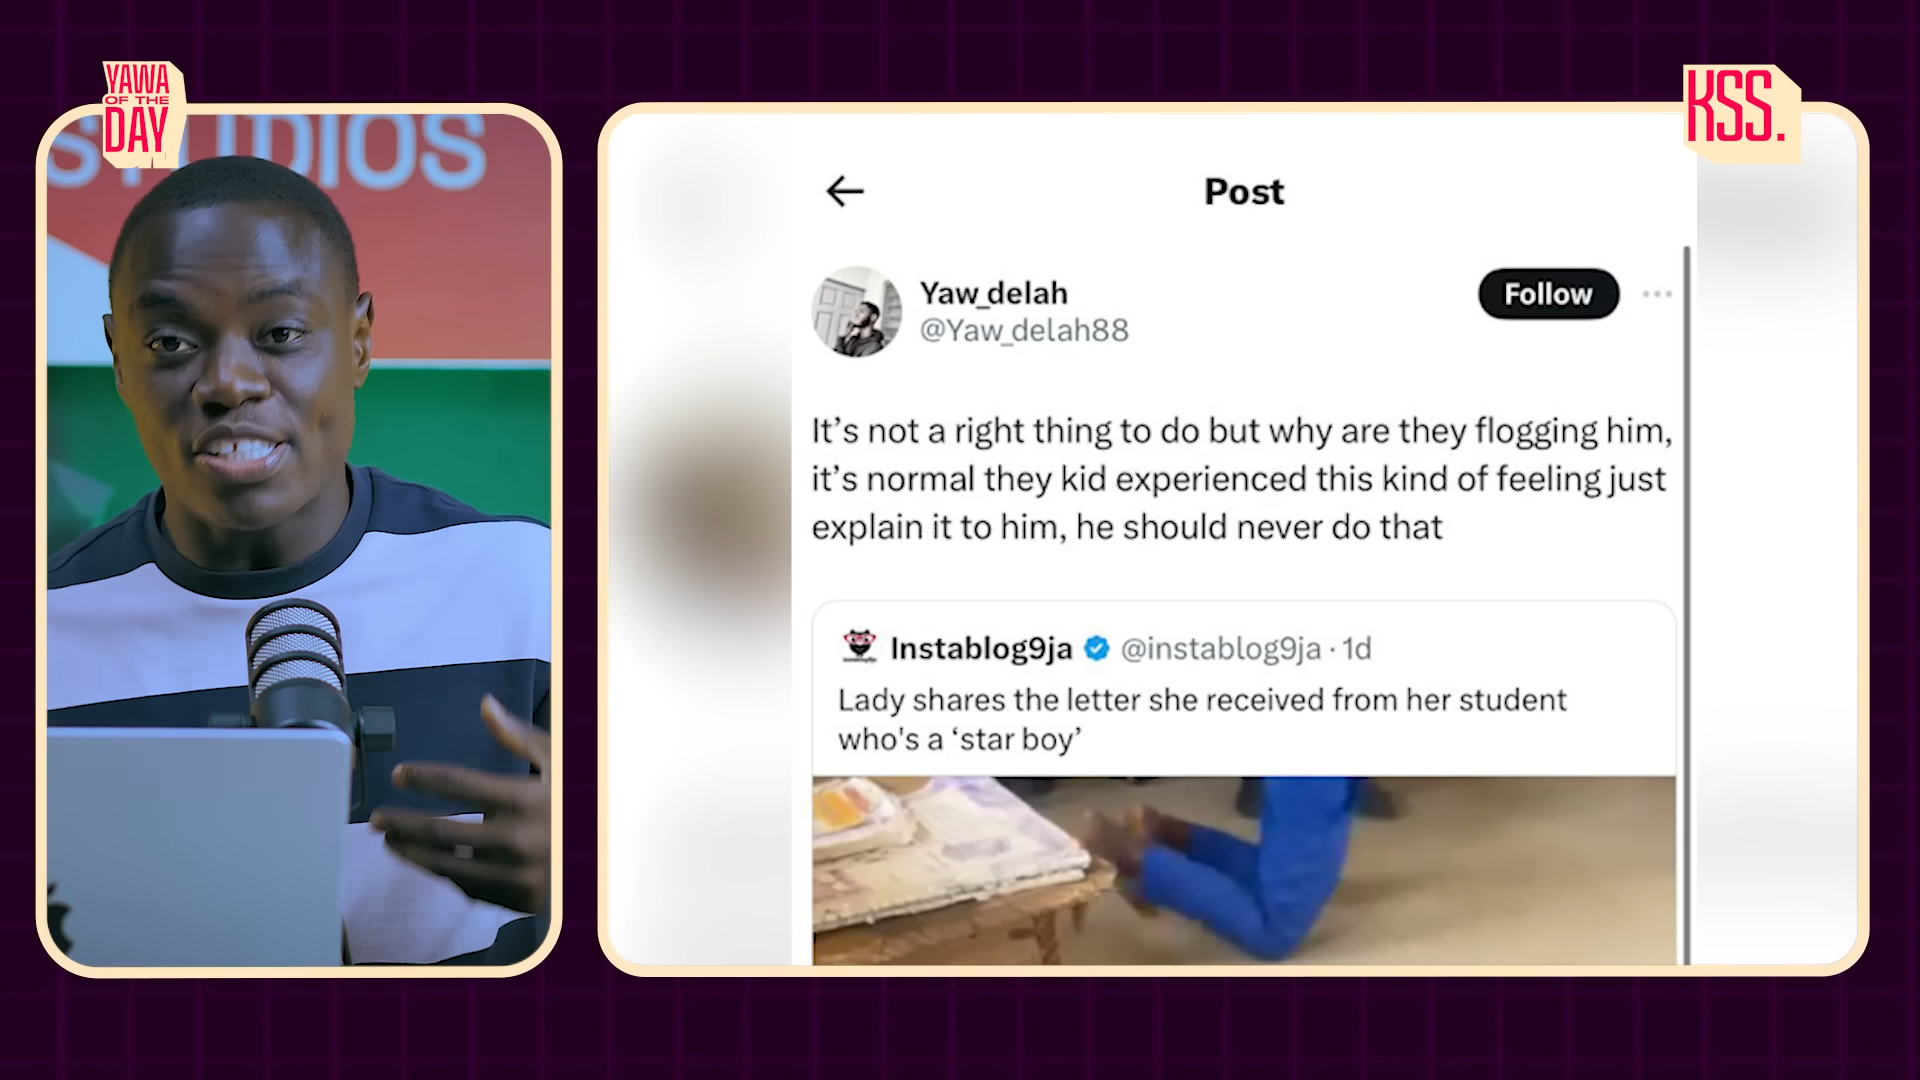 YAWA
OF THE
DAY
STUDIOS
KSS.
Post
Yaw_delah
@Yaw_delah88
Follow
It’s not a right thing to do but why are they flogging him,
it’s normal they kid experienced this kind of feeling just
explain it to him, he should never do that
Instablog9ja @instablog9ja · 1d
Lady shares the letter she received from her student
who's a ‘star boy’